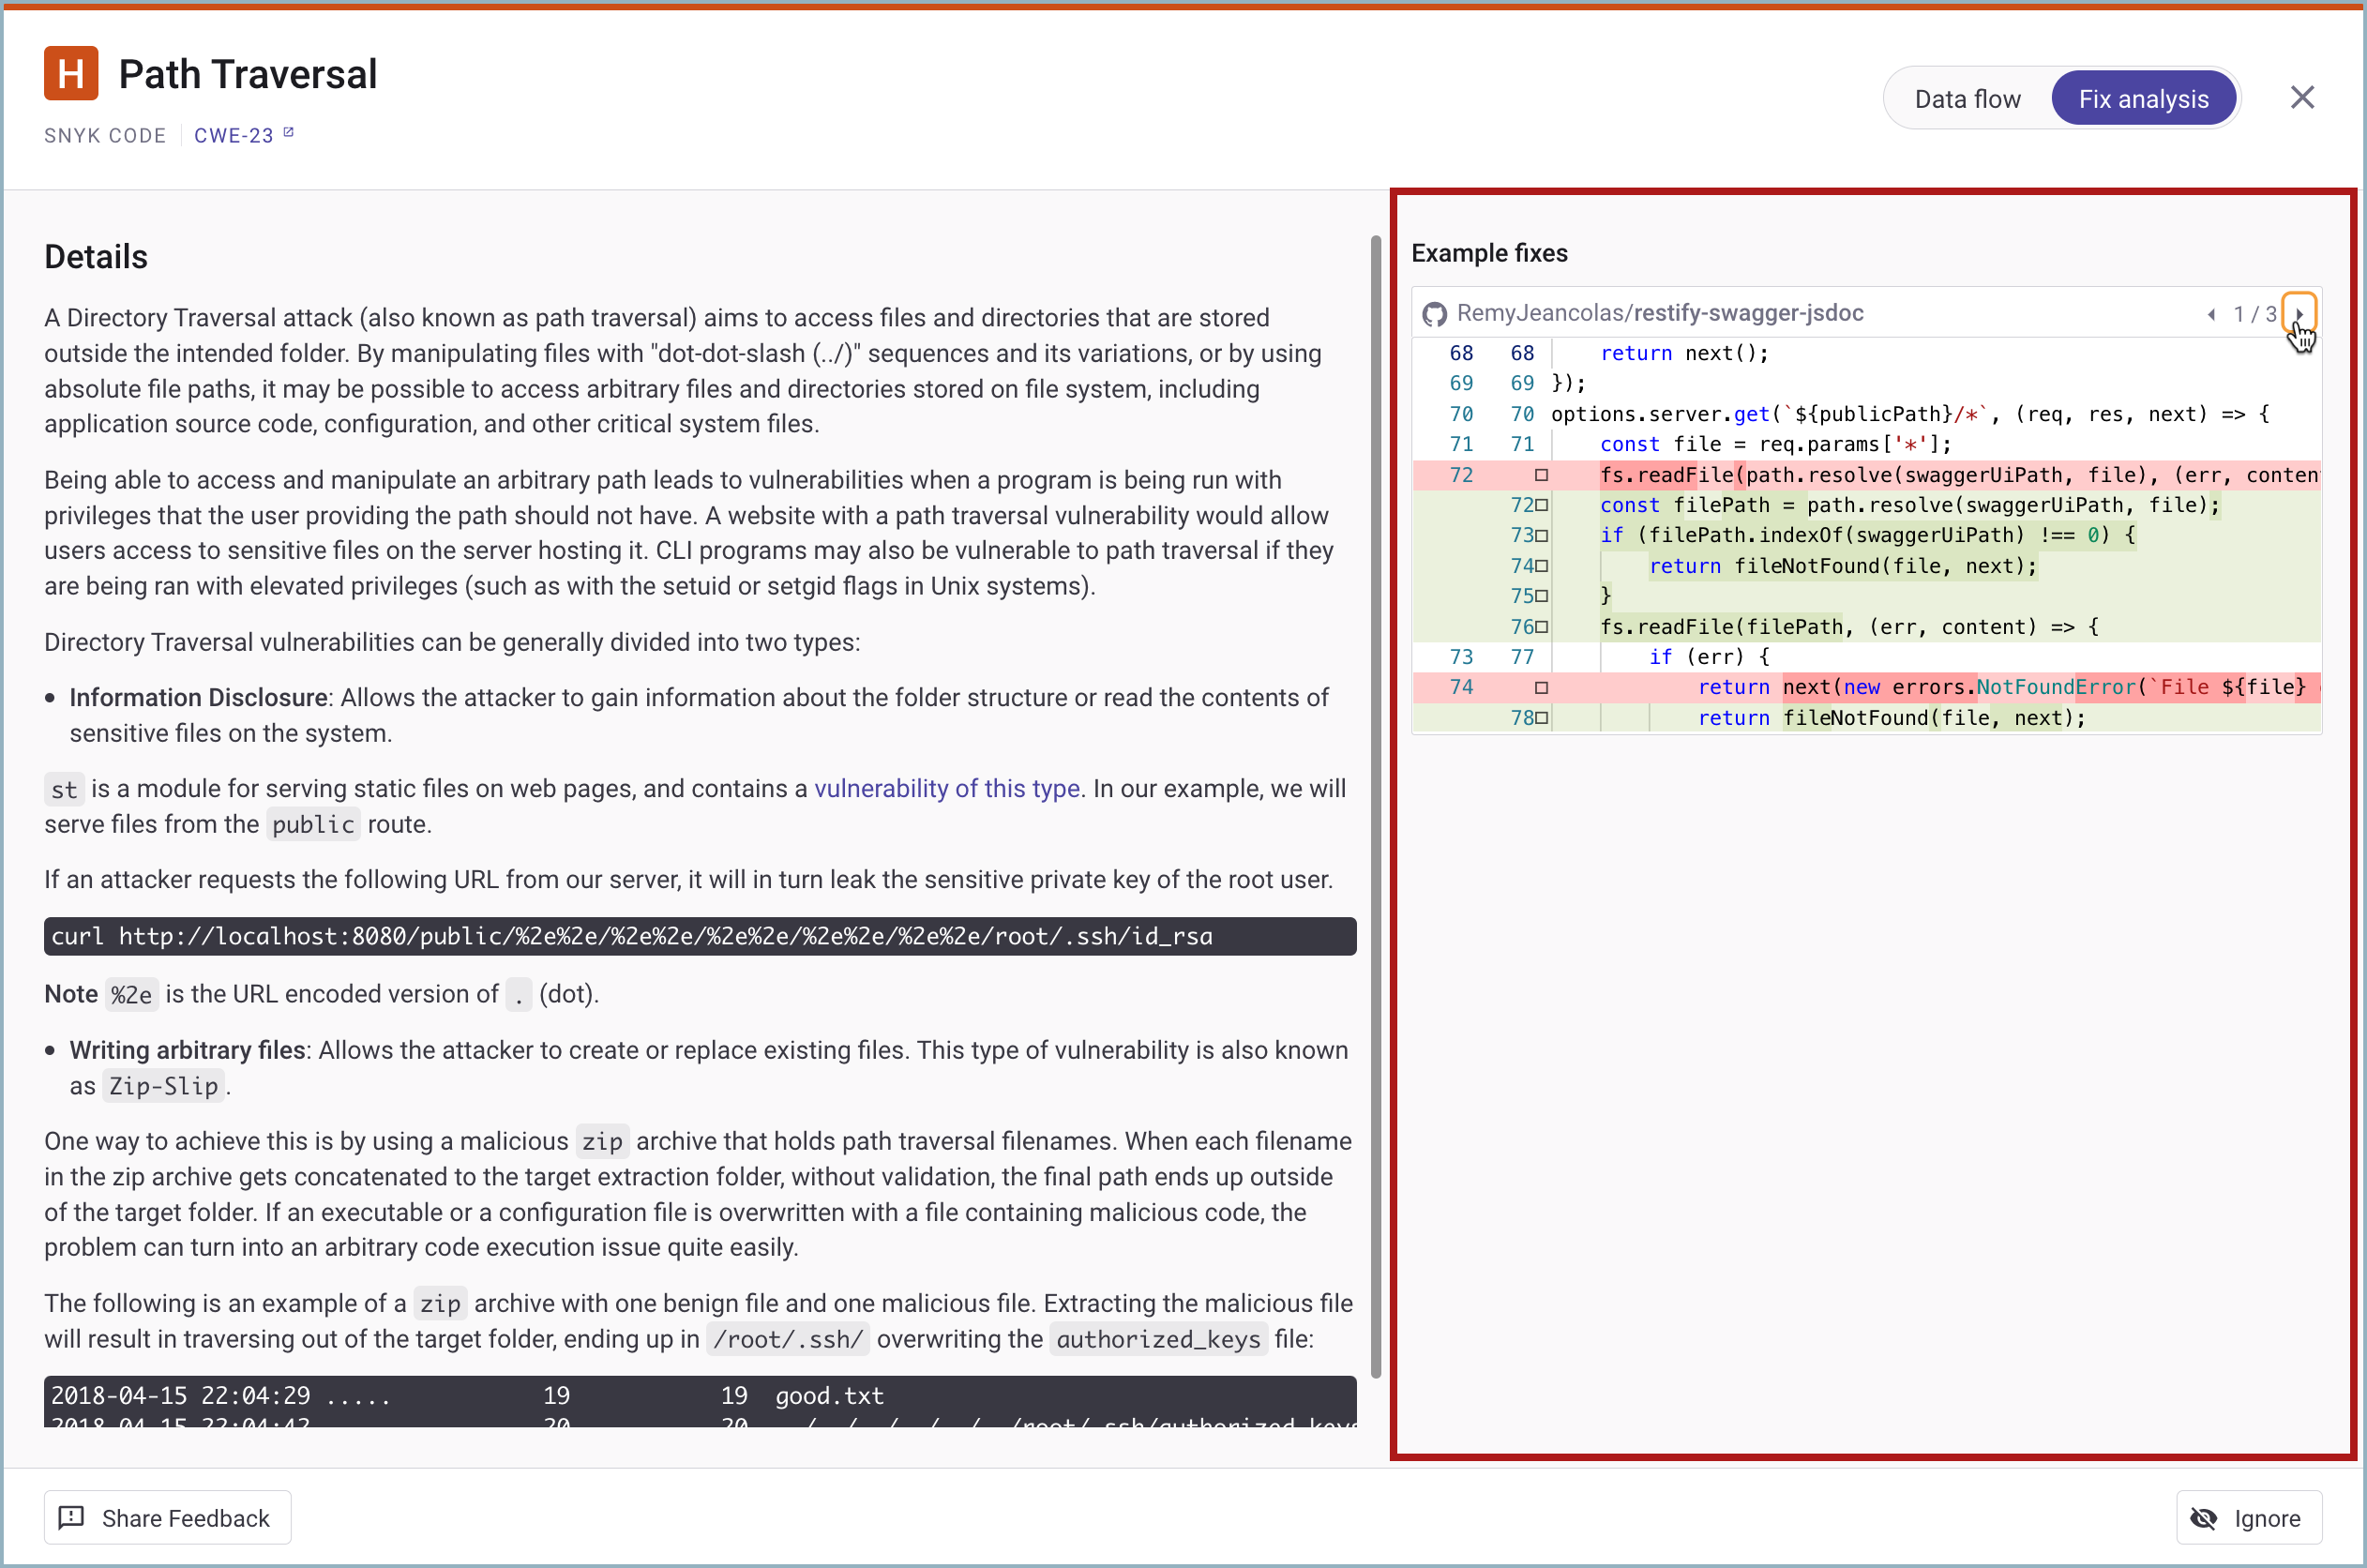 H Path Traversal
SNYK CODE CWE-23
Data flow Fix analysis
Details
A Directory Traversal attack (also known as path traversal) aims to access files and directories that are stored
outside the intended folder. By manipulating files with "dot-dot-slash (../)" sequences and its variations, or by using
absolute file paths, it may be possible to access arbitrary files and directories stored on file system, including
application source code, configuration, and other critical system files.
Being able to access and manipulate an arbitrary path leads to vulnerabilities when a program is being run with
privileges that the user providing the path should not have. A website with a path traversal vulnerability would allow
users access to sensitive files on the server hosting it. CLI programs may also be vulnerable to path traversal if they
are being ran with elevated privileges (such as with the setuid or setgid flags in Unix systems).
Directory Traversal vulnerabilities can be generally divided into two types:
• Information Disclosure: Allows the attacker to gain information about the folder structure or read the contents of
sensitive files on the system.
st is a module for serving static files on web pages, and contains a vulnerability of this type. In our example, we will
serve files from the public route.
If an attacker requests the following URL from our server, it will in turn leak the sensitive private key of the root user.
curl http://localhost:8080/public/%2e%2e/%2e%2e/%2e%2e/%2e%2e/%2e%2e/root/.ssh/id_rsa
Note %2e is the URL encoded version of . (dot).
• Writing arbitrary files: Allows the attacker to create or replace existing files. This type of vulnerability is also known
as Zip-Slip.
One way to achieve this is by using a malicious zip archive that holds path traversal filenames. When each filename
in the zip archive gets concatenated to the target extraction folder, without validation, the final path ends up outside
of the target folder. If an executable or a configuration file is overwritten with a file containing malicious code, the
problem can turn into an arbitrary code execution issue quite easily.
The following is an example of a zip archive with one benign file and one malicious file. Extracting the malicious file
will result in traversing out of the target folder, ending up in /root/.ssh/ overwriting the authorized_keys file:
2018-04-15 22:04:29 ..... 19 19 good.txt
2018-04-15 22:04:42 20 20 /root/.ssh/authorized_keys
Example fixes
RemyJeancolas/restify-swagger-jsdoc 1 / 3
68 68 return next();
69 69 });
70 70 options.server.get(`${publicPath}/*`, (req, res, next) => {
71 71 const file = req.params['*'];
72 fs.readFile(path.resolve(swaggerUiPath, file), (err, conten
72 const filePath = path.resolve(swaggerUiPath, file);
73 if (filePath.indexOf(swaggerUiPath) !== 0) {
74 return fileNotFound(file, next);
75 }
76 fs.readFile(filePath, (err, content) => {
73 77 if (err) {
74 return next(new errors.NotFoundError(`File ${file}
78 return fileNotFound(file, next);
Share Feedback
Ignore